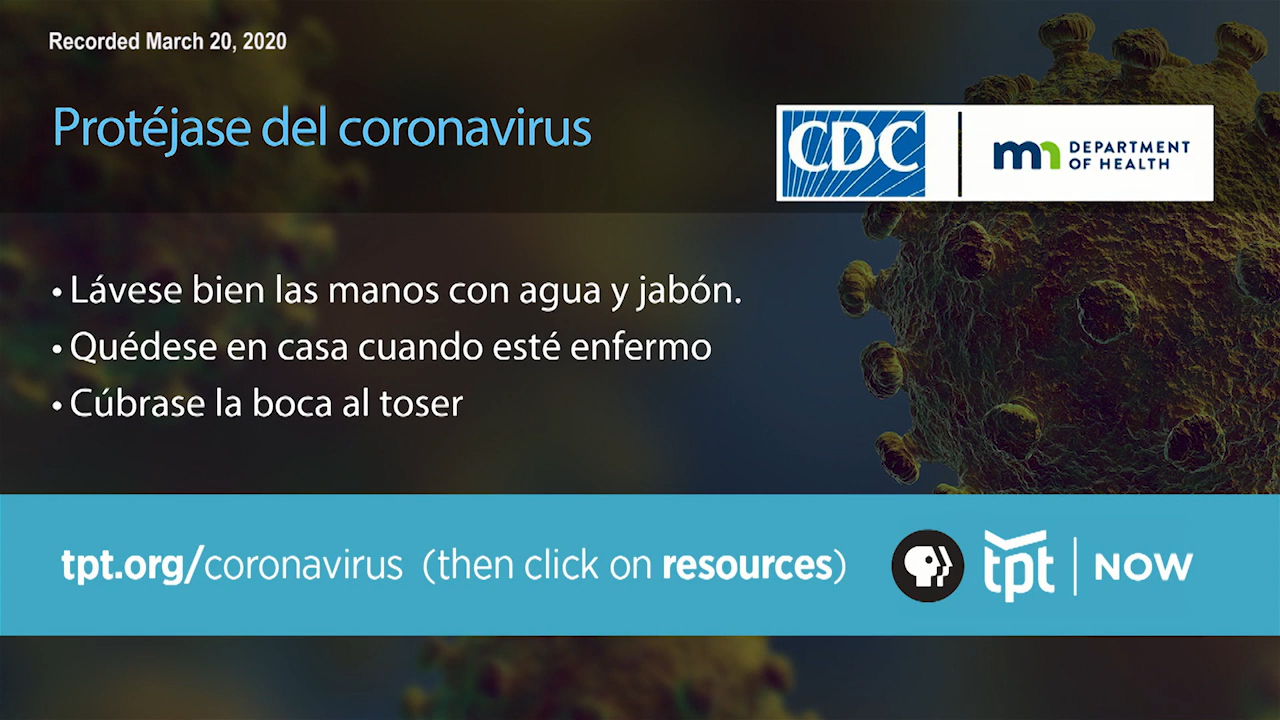 Recorded March 20, 2020
Protéjase del coronavirus
CDC
mn DEPARTMENT
OF HEALTH
• Lávese bien las manos con agua y jabón.
• Quédese en casa cuando esté enfermo
• Cúbrase la boca al toser
tpt.org/coronavirus (then click on resources)
tpt | NOW